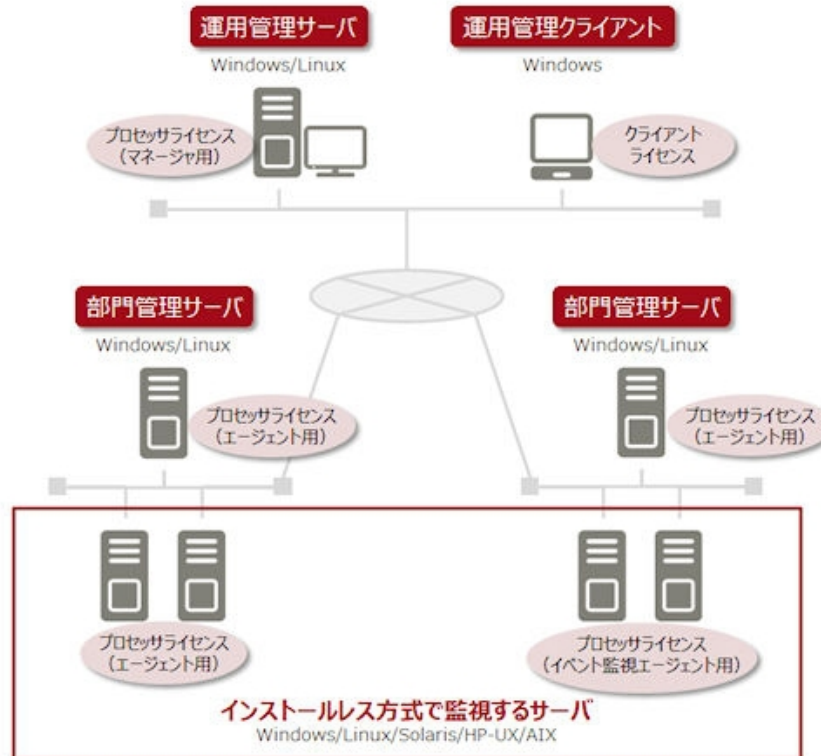 運用管理サーバ
運用管理クライアント
Windows/Linux
Windows
プロセッサライセンス
（マネージャ用）
クライアント
ライセンス
部門管理サーバ
部門管理サーバ
Windows/Linux
Windows/Linux
プロセッサライセンス
（エージェント用）
プロセッサライセンス
（エージェント用）
プロセッサライセンス
（エージェント用）
プロセッサライセンス
（イベント監視エージェント用）
インストールレス方式で監視するサーバ
Windows/Linux/Solaris/HP-UX/AIX